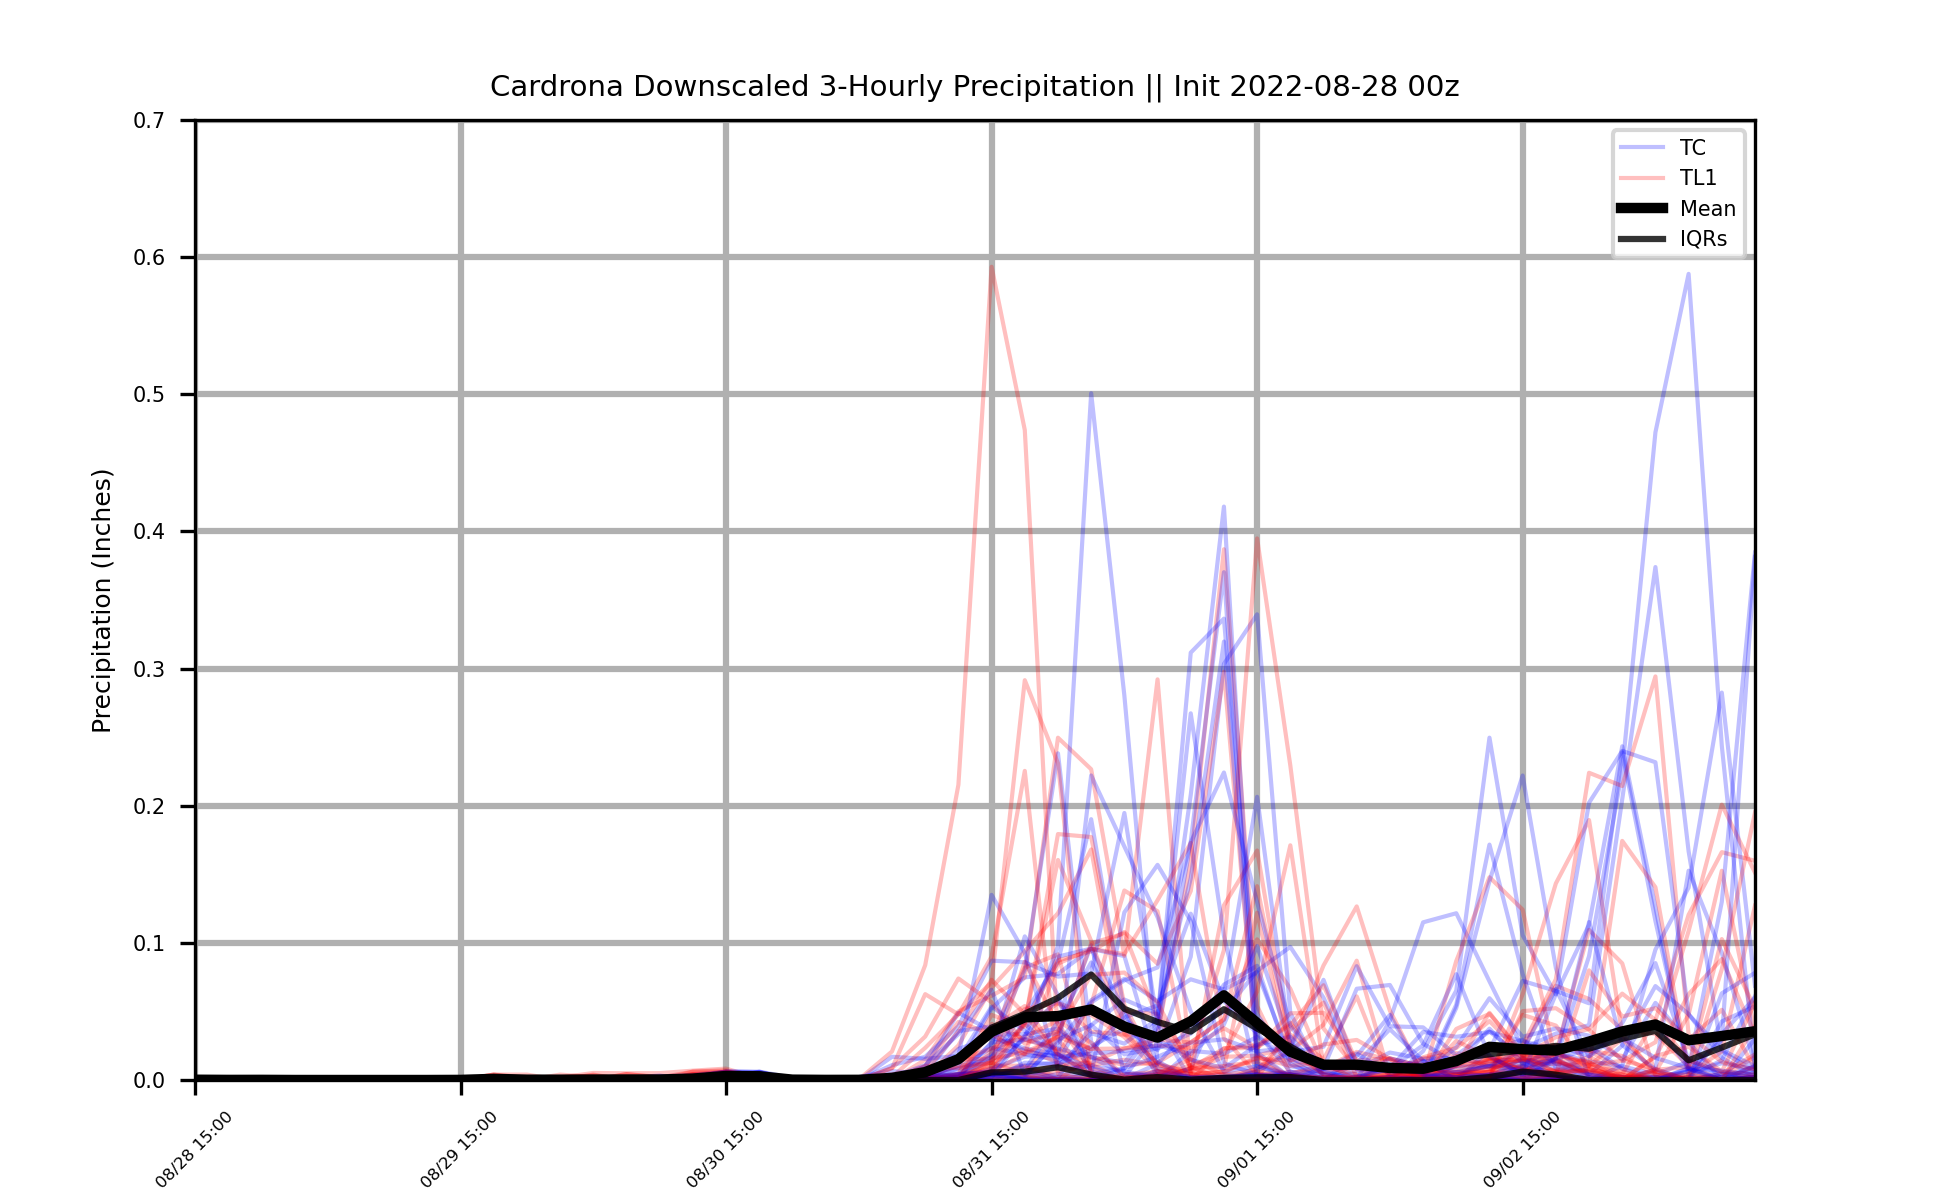 Cardrona Downscaled 3-Hourly Precipitation || Init 2022-08-28 00z
Precipitation (Inches)
0.7
0.6
0.5
0.4
0.3
0.2
0.1
0.0
TC
TL1
Mean
IQRs
08/28 15:00
08/29 15:00
08/30 15:00
08/31 15:00
09/01 15:00
09/02 15:00